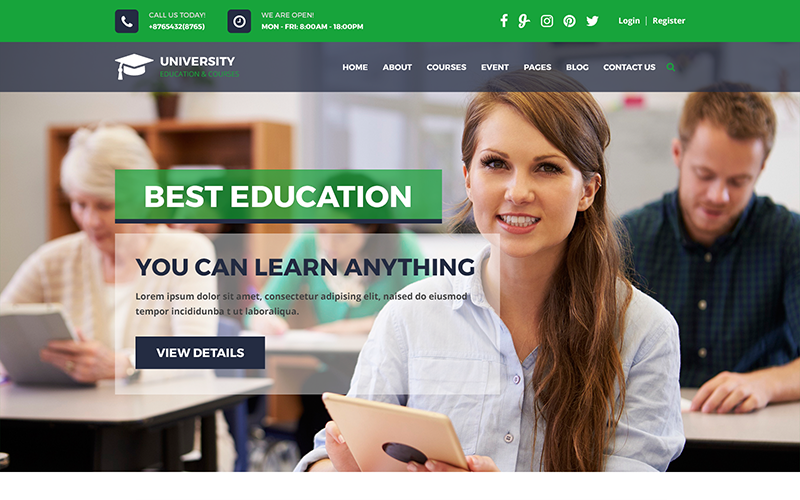 CALL US TODAY!
+8765432(8765)
WE ARE OPEN!
MON - FRI: 8:00AM - 18:00PM
Login | Register
UNIVERSITY
EDUCATION & COURSES
HOME ABOUT COURSES EVENT PAGES BLOG CONTACT US
BEST EDUCATION
YOU CAN LEARN ANYTHING
Lorem ipsum dolor sit amet, consectetur adipising elit, naised do eiusmod
tempor incididunba t ut laboraliqua.
VIEW DETAILS